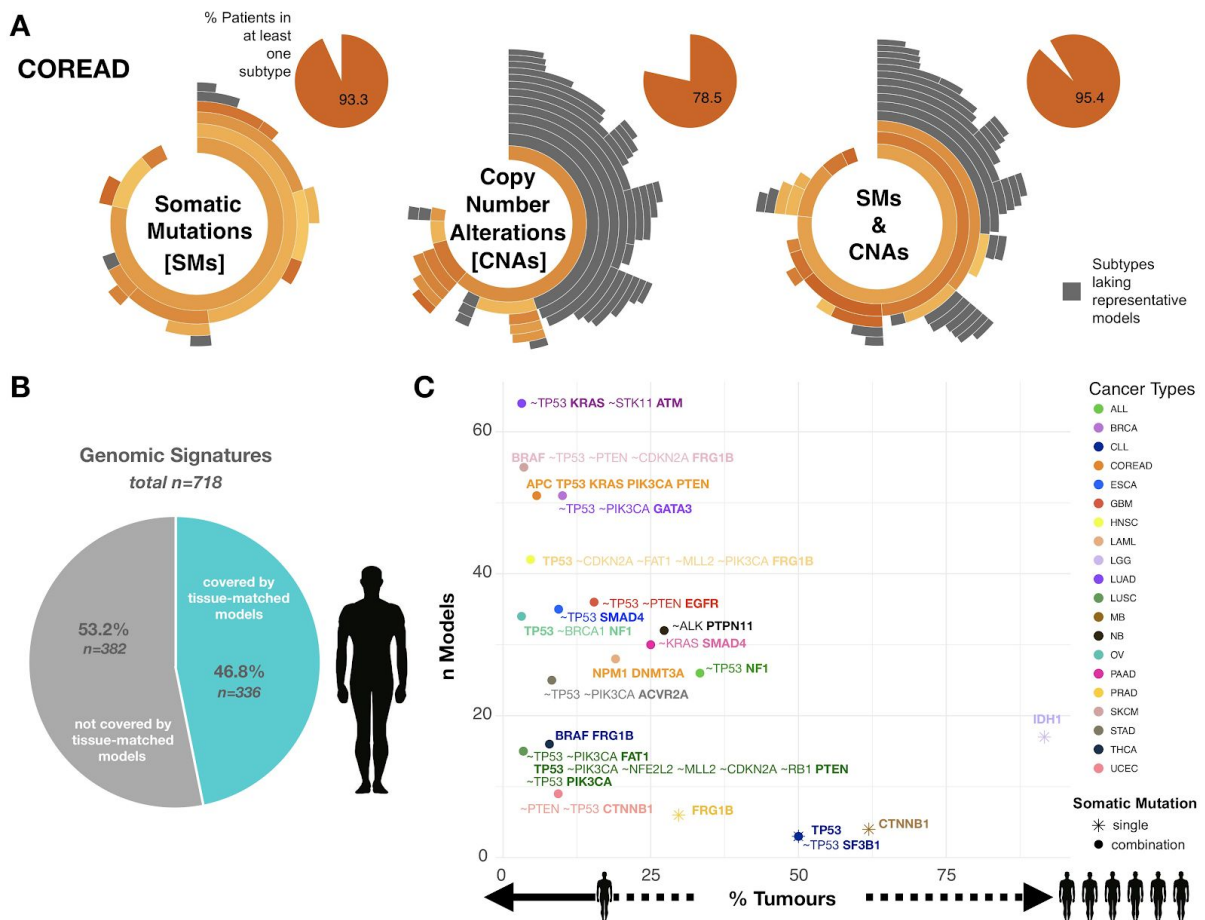 A
COREAD
% Patients in
at least
one
subtype
93.3
78.5
95.4
Somatic
Mutations
[SMs]
Copy
Number
Alterations
[CNAs]
SMs
&
CNAs
Subtypes
laking
representative
models
B
Genomic Signatures
total n=718
covered by
tissue-matched
models
53.2%
n=382
46.8%
n=336
not covered by
tissue-matched
models
C
n Models
60
40
20
0
~TP53 KRAS ~STK11 ATM
BRAF ~TP53 ~PTEN ~CDKN2A FRG1B
APC TP53 KRAS PIK3CA PTEN
~TP53 ~PIK3CA GATA3
TP53 ~CDKN2A ~FAT1 ~MLL2 ~PIK3CA FRG1B
~TP53 ~PTEN EGFR
~TP53 SMAD4
TP53 ~BRCA1 NF1
~ALK PTPN11
~KRAS SMAD4
NPM1 DNMT3A
~TP53 NF1
~TP53 ~PIK3CA ACVR2A
IDH1
BRAF FRG1B
~TP53 ~PIK3CA FAT1
TP53 ~PIK3CA ~NFE2L2 ~MLL2 ~CDKN2A ~RB1 PTEN
~TP53 PIK3CA
~PTEN ~TP53 CTNNB1
FRG1B
TP53
CTNNB1
~TP53 SF3B1
0
25
50
75
% Tumours
Cancer Types
ALL
BRCA
CLL
COREAD
ESCA
GBM
HNSC
LAML
LGG
LUAD
LUSC
MB
NB
OV
PAAD
PRAD
SKCM
STAD
THCA
UCEC
Somatic Mutation
single
combination